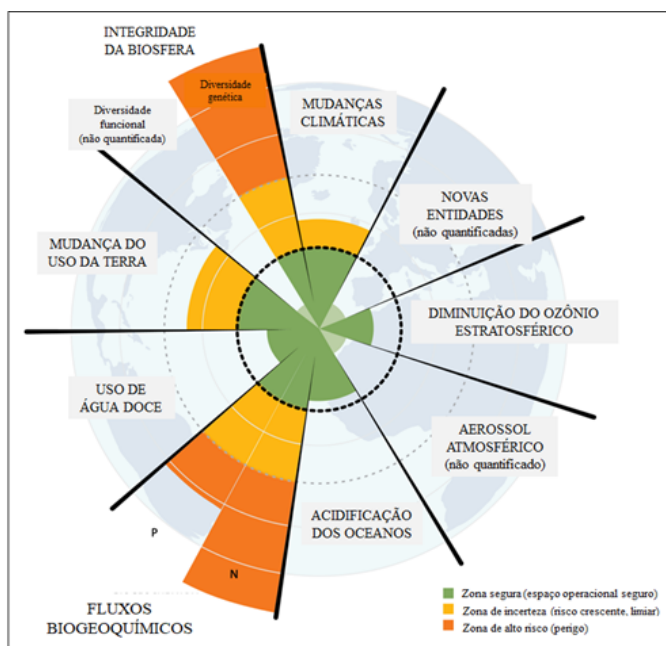 INTEGRIDADE
DA BIOSFERA
Diversidade
genética
MUDANÇAS
CLIMÁTICAS
Diversidade
funcional
(não quantificada)
NOVAS
ENTIDADES
(não quantificadas)
MUDANÇA DO
USO DA TERRA
DIMINUIÇÃO DO OZÔNIO
ESTRATOSFÉRICO
USO DE
ÁGUA DOCE
AEROSSOL
ATMOSFÉRICO
(não quantificado)
ACIDIFICAÇÃO
DOS OCEANOS
P
N
FLUXOS
BIOGEOQUÍMICOS
Zona segura (espaço operacional seguro)
Zona de incerteza (risco crescente, limiar)
Zona de alto risco (perigo)